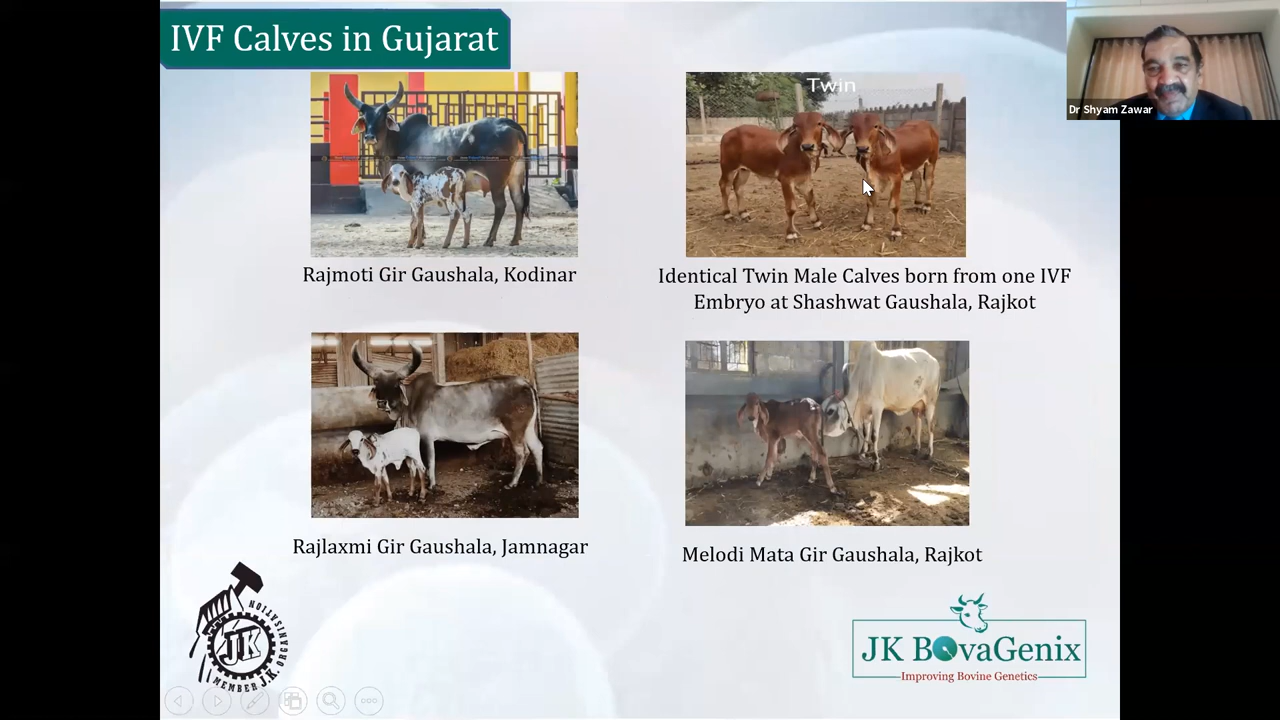 IVF Calves in Gujarat
Dr Shyam Zawar
Twin
Rajmoti Gir Gaushala, Kodinar
Identical Twin Male Calves born from one IVF
Embryo at Shashwat Gaushala, Rajkot
Rajlaxmi Gir Gaushala, Jamnagar
Melodi Mata Gir Gaushala, Rajkot
JK
MEMBER J.K. ORGANISATION
JK BovaGenix
Improving Bovine Genetics